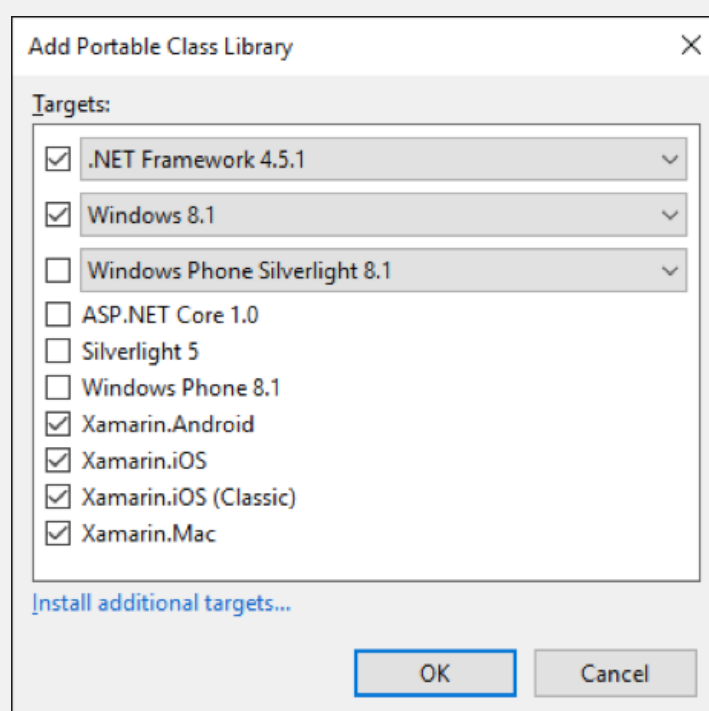 Add Portable Class Library
Targets:
.NET Framework 4.5.1
Windows 8.1
Windows Phone Silverlight 8.1
ASP.NET Core 1.0
Silverlight 5
Windows Phone 8.1
Xamarin.Android
Xamarin.iOS
Xamarin.iOS (Classic)
Xamarin.Mac
Install additional targets...
OK Cancel